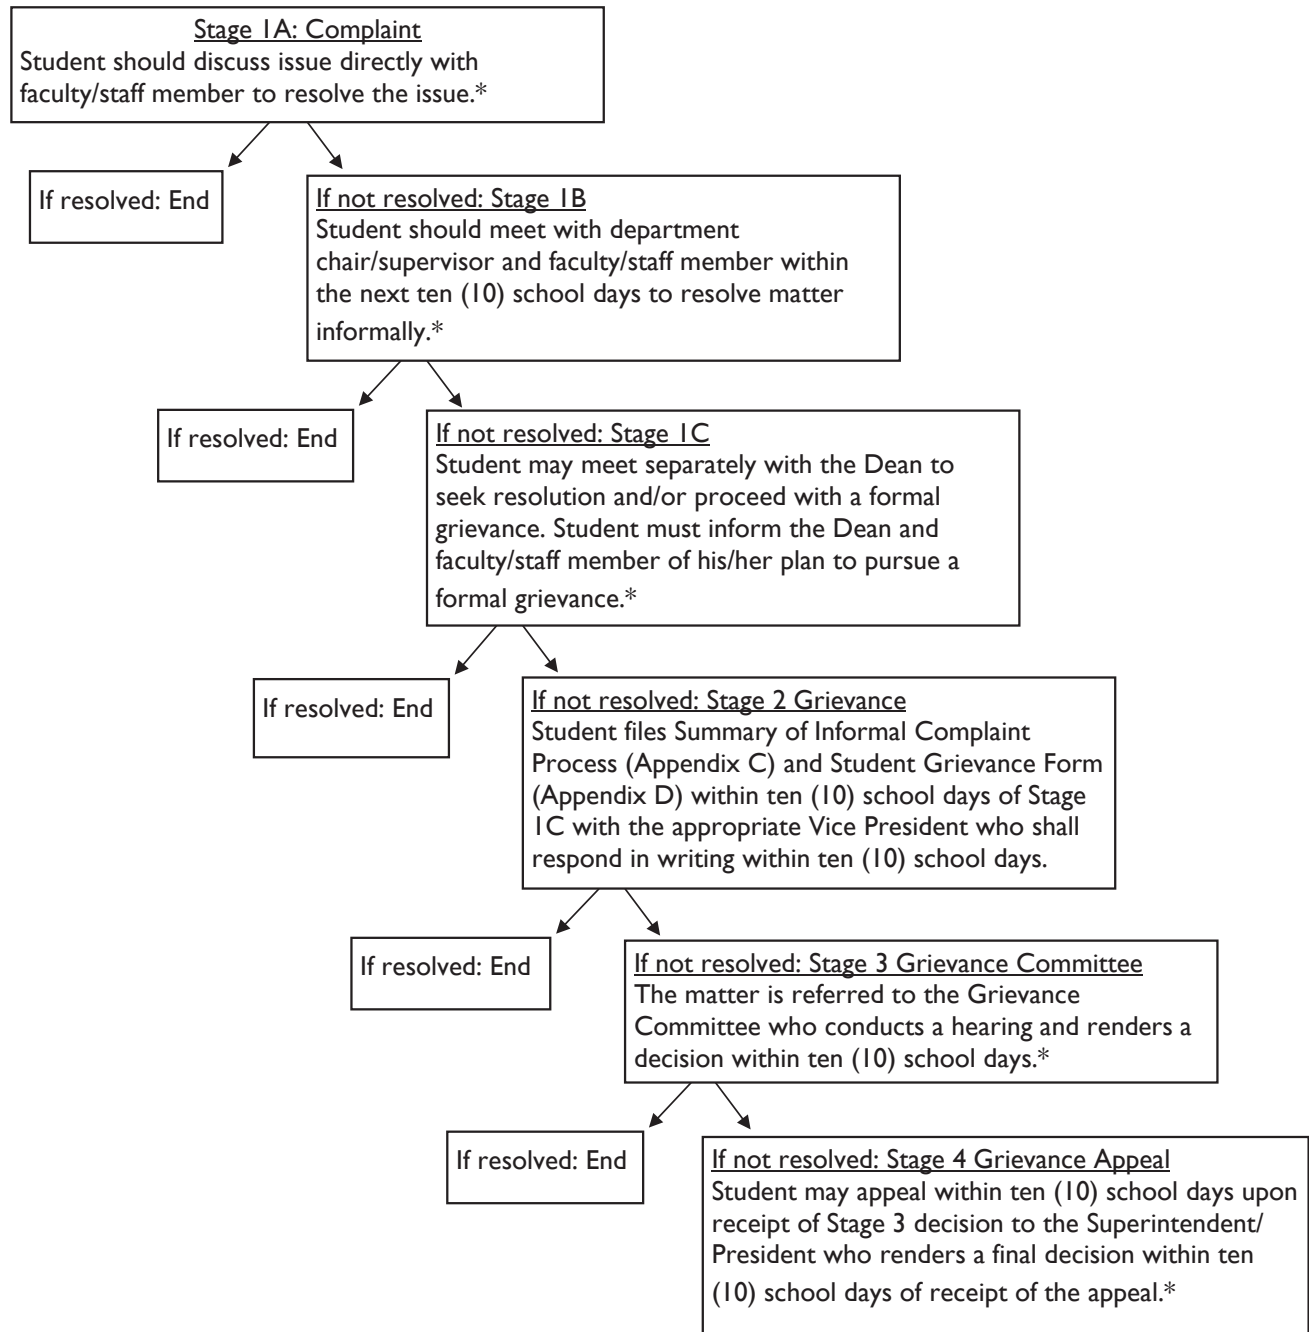 Stage 1A: Complaint
Student should discuss issue directly with
faculty/staff member to resolve the issue.*
If resolved: End
If not resolved: Stage 1B
Student should meet with department
chair/supervisor and faculty/staff member within
the next ten (10) school days to resolve matter
informally.*
If resolved: End
If not resolved: Stage 1C
Student may meet separately with the Dean to
seek resolution and/or proceed with a formal
grievance. Student must inform the Dean and
faculty/staff member of his/her plan to pursue a
formal grievance.*
If resolved: End
If not resolved: Stage 2 Grievance
Student files Summary of Informal Complaint
Process (Appendix C) and Student Grievance Form
(Appendix D) within ten (10) school days of Stage
1C with the appropriate Vice President who shall
respond in writing within ten (10) school days.
If resolved: End
If not resolved: Stage 3 Grievance Committee
The matter is referred to the Grievance
Committee who conducts a hearing and renders a
decision within ten (10) school days.*
If resolved: End
If not resolved: Stage 4 Grievance Appeal
Student may appeal within ten (10) school days upon
receipt of Stage 3 decision to the Superintendent/
President who renders a final decision within ten
(10) school days of receipt of the appeal.*